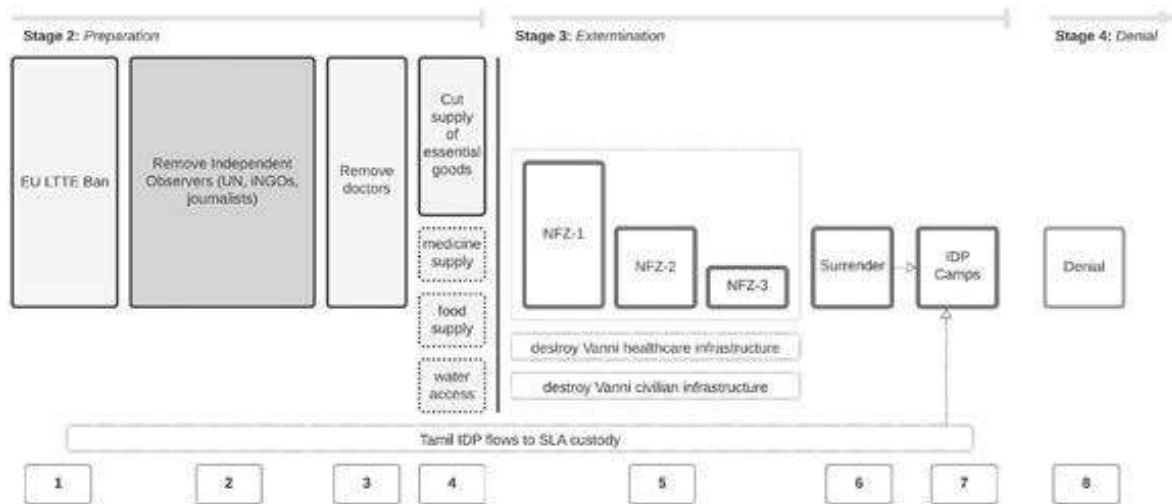 Stage 2: Preparation
Stage 3: Extermination
Stage 4: Denial
EU LTTE Ban
Remove Independent
Observers (UN, iNGOs,
journalists)
Remove
doctors
Cut
supply
of
essential
goods
medicine
supply
food
supply
water
access
NFZ-1
NFZ-2
NFZ-3
destroy Vanni healthcare infrastructure
destroy Vanni civilian infrastructure
Surrender
IDP
Camps
Denial
Tamil IDP flows to SLA custody
1
2
3
4
5
6
7
8